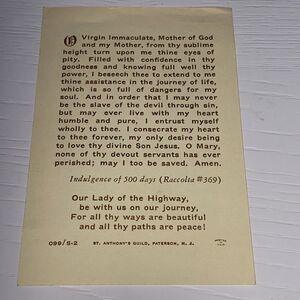 O Virgin Immaculate, Mother of God
and my Mother, from thy sublime
height turn upon me thine eyes of
pity. Filled with confidence in thy
goodness and knowing full well thy
power, I beseech thee to extend to me
thine assistance in the journey of life,
which is so full of dangers for my
soul. And in order that I may never
be the slave of the devil through sin,
but may ever live with my heart
humble and pure, I entrust myself
wholly to thee. I consecrate my heart
to thee forever, my only desire being
to love thy divine Son Jesus. O Mary,
none of thy devout servants has ever
perished; may I too be saved. Amen.
Indulgence of 500 days (Raccolta #369)
Our Lady of the Highway,
be with us on our journey,
For all thy ways are beautiful
and all thy paths are peace!
099/S-2 ST. ANTHONY'S GUILD, PATERSON, N. J.